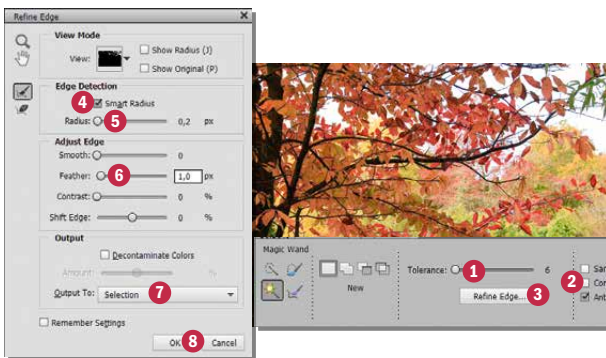 Refine Edge
View Mode
View:
Show Radius (J)
Show Original (P)
Edge Detection
4 Smart Radius
Radius: 5 0,2 px
Adjust Edge
Smooth: 0
Feather: 6 1,0 px
Contrast: 0 %
Shift Edge: 0 %
Output
Decontaminate Colors
Amount: %
Output To: Selection 7
Remember Settings
OK 8 Cancel
Magic Wand
New
Tolerance: 1 6
Refine Edge... 3
2